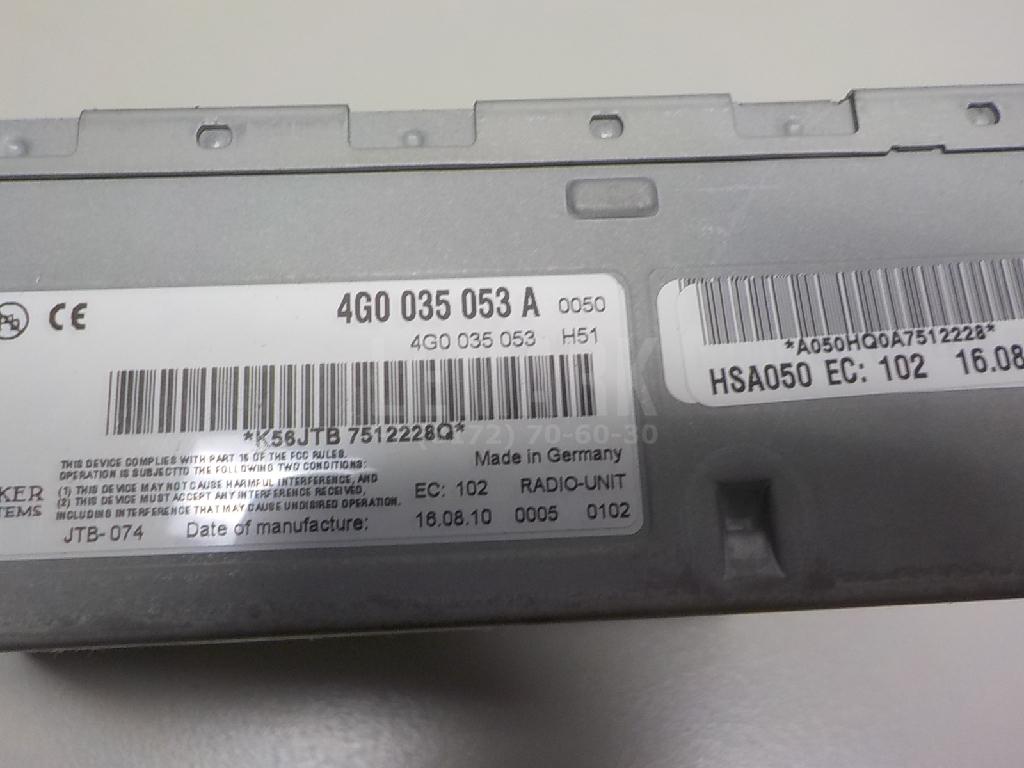 CE
4G0 035 053 A 0050
4G0 035 053 H51
*K56JTB 7512228Q*
THIS DEVICE COMPLIES WITH PART 15 OF THE FCC RULES.
OPERATION IS SUBJECTTO THE FOLLOWING TWO CONDITIONS:
(1) THIS DEVICE MAY NOT CAUSE HARMFUL INTERFERENCE, AND
(2) THIS DEVICE MUST ACCEPT ANY INTERFERENCE RECEIVED,
INCLUDING INTERFERENCE THAT MAY CAUSE UNDISIRED OPERATION.
Made in Germany
KER
TEMS
EC: 102 RADIO-UNIT
JTB-074 Date of manufacture: 16.08.10 0005 0102
*A050HQ0A7512228*
HSA050 EC: 102 16.08
72) 70-60-30